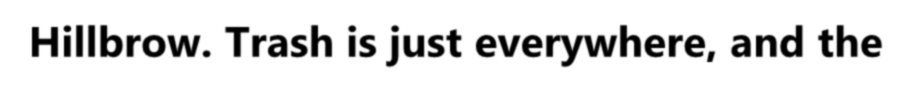 Hillbrow. Trash is just everywhere, and the